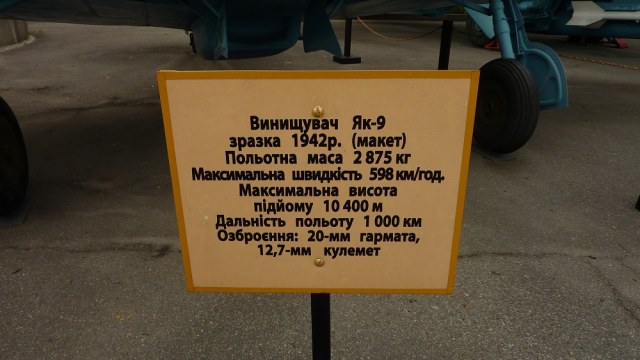 Винищувач Як-9
зразка 1942р. (макет)
Польотна маса 2 875 кг
Максимальна швидкість 598 км/год.
Максимальна висота
підйому 10 400 м
Дальність польоту 1 000 км
Озброєння: 20-мм гармата,
12,7-мм кулемет